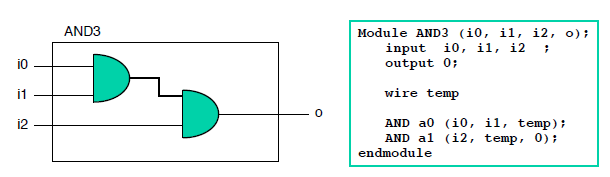 AND3
i0
i1
i2
o
Module AND3 (i0, i1, i2, o);
input i0, i1, i2 ;
output 0;
wire temp
AND a0 (i0, i1, temp);
AND a1 (i2, temp, 0);
endmodule